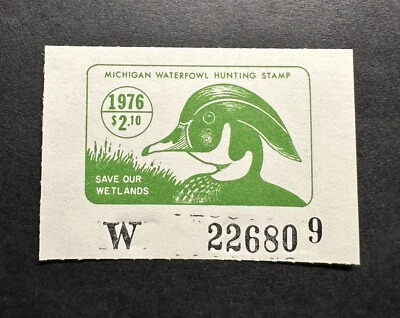 MICHIGAN WATERFOWL HUNTING STAMP
1976
$2.10
SAVE OUR
WETLANDS
W 22680 9